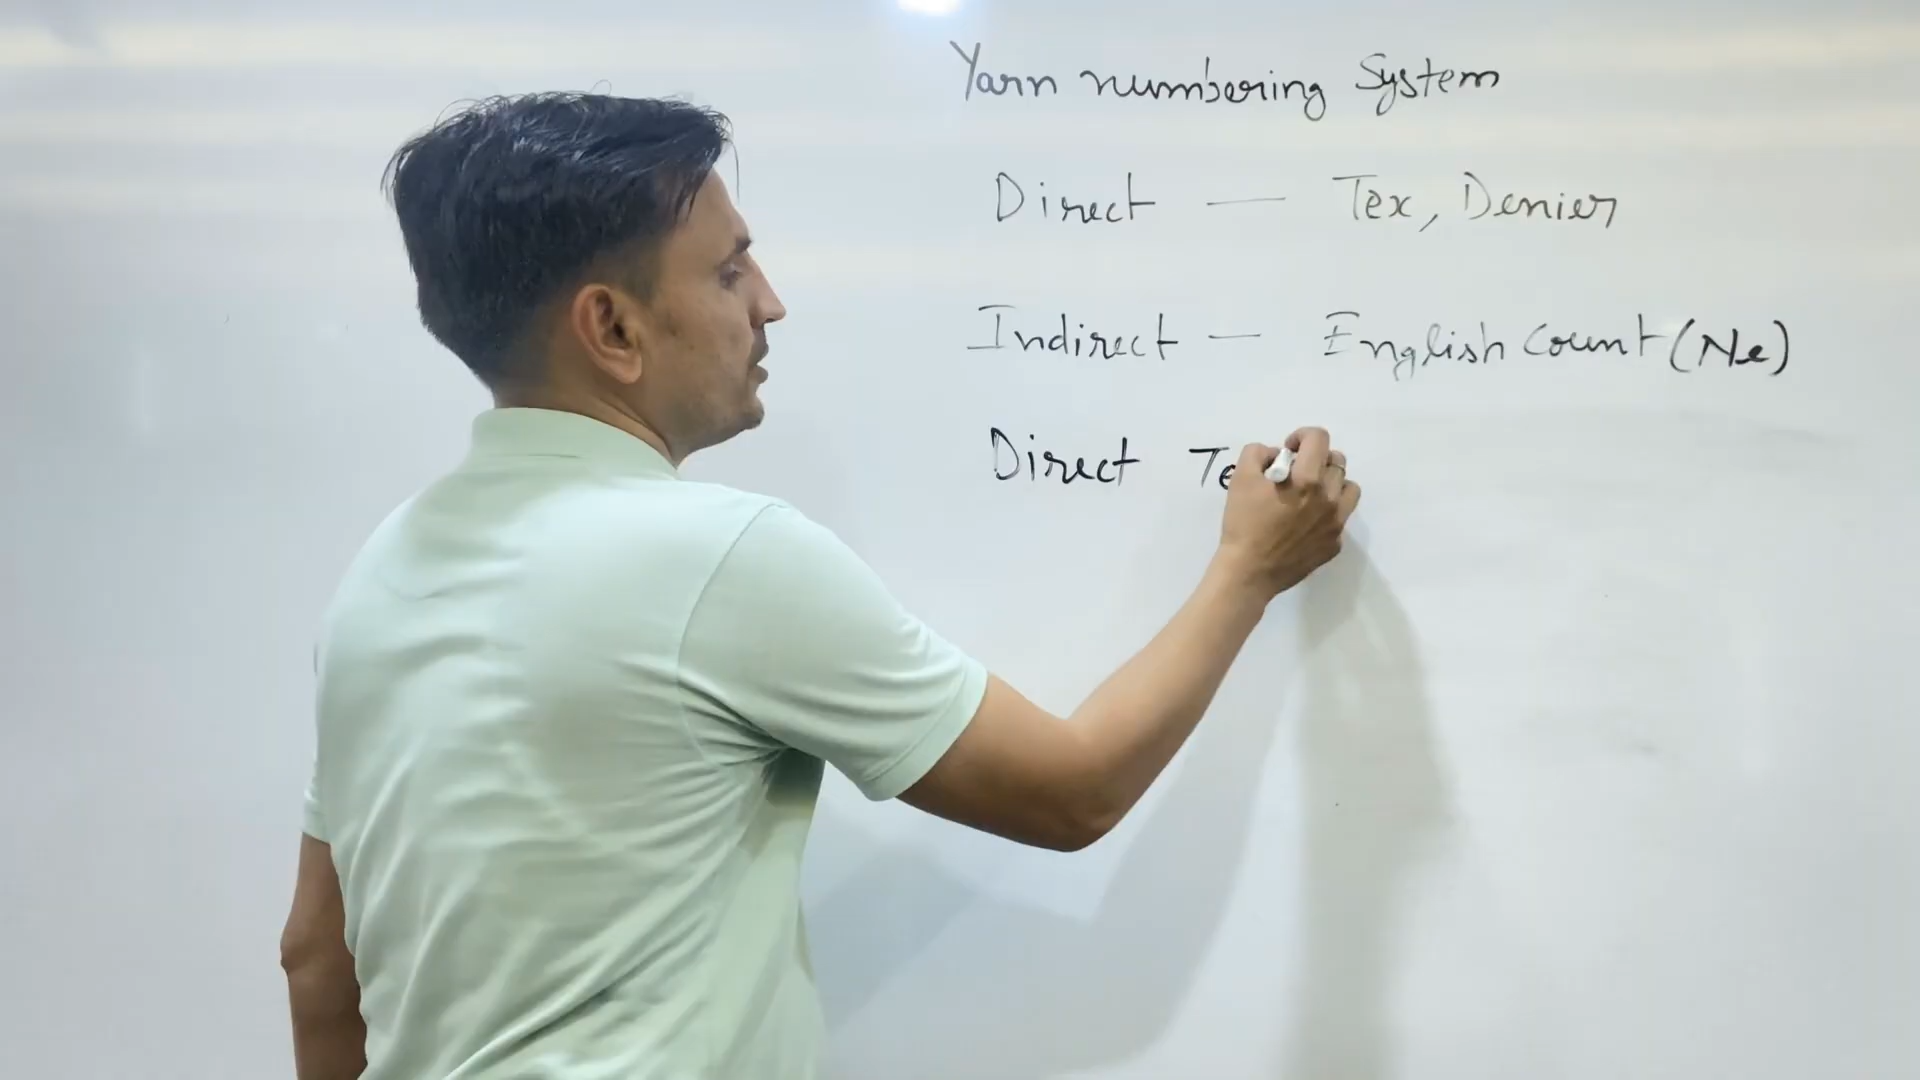 Yarn numbering System
Direct — Tex, Denier
Indirect — English Count (Ne)
Direct Te